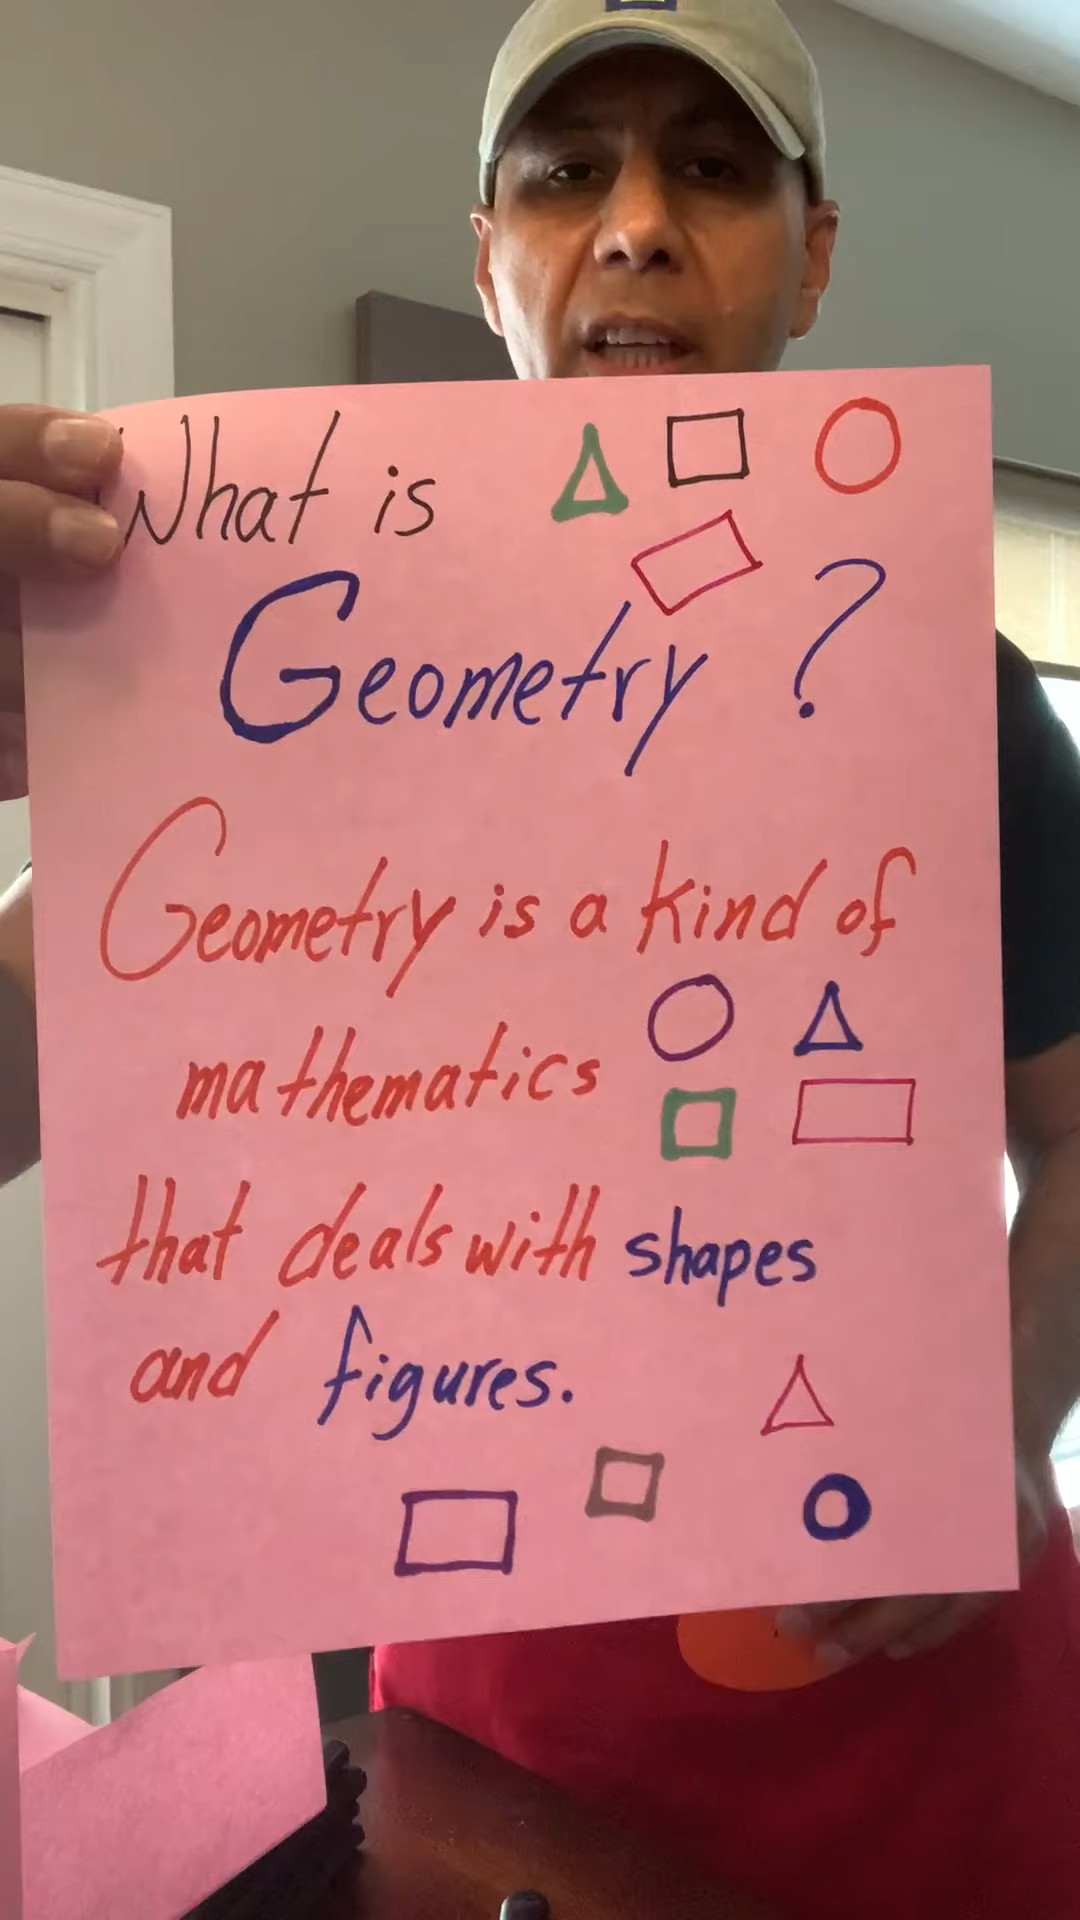 What is
Geometry?
Geometry is a kind of
mathematics
that deals with shapes
and figures.